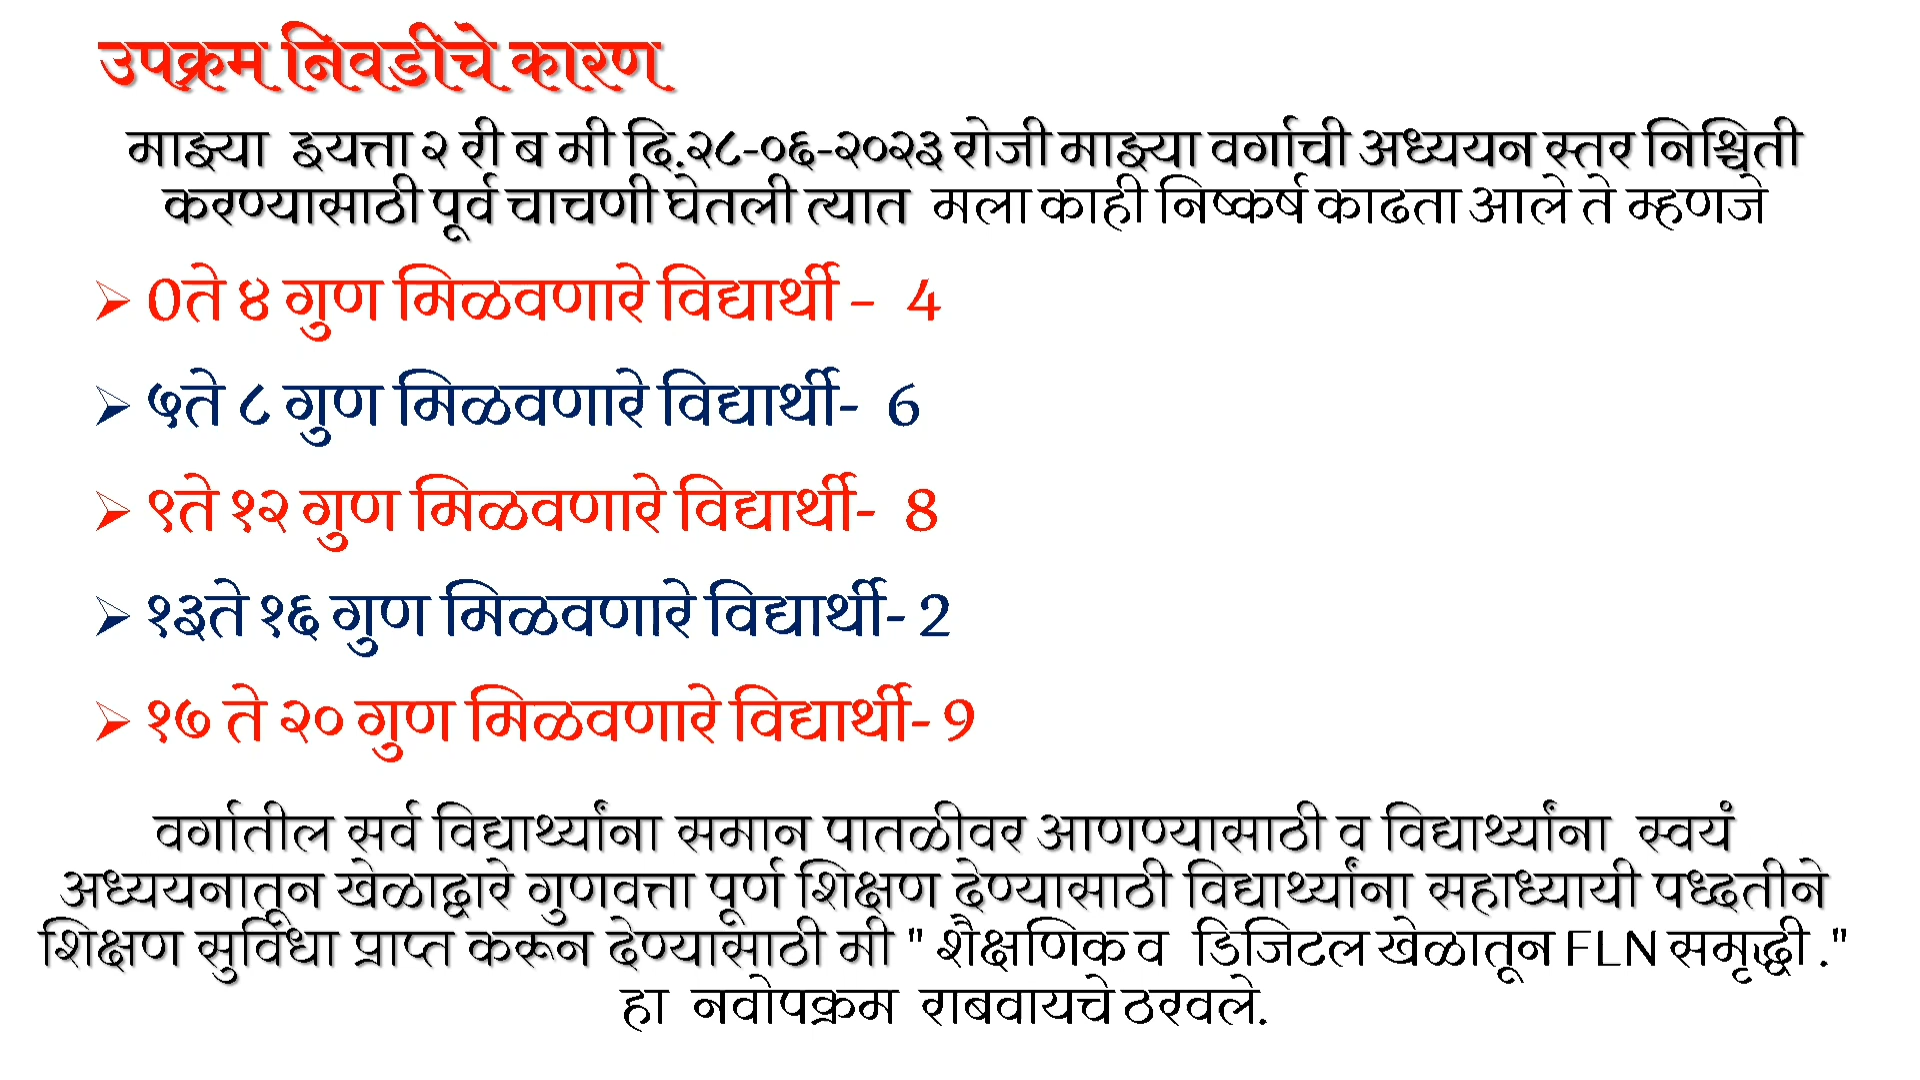 उपक्रम निवडीचे कारण
माझ्या इयत्ता २ री ब मी दि.२८-०६-२०२३ रोजी माझ्या वर्गाची अध्ययन स्तर निश्चिती
करण्यासाठी पूर्व चाचणी घेतली त्यात मला काही निष्कर्ष काढता आले ते म्हणजे
➢ 0ते ४ गुण मिळवणारे विद्यार्थी – 4
➢ ५ते ८ गुण मिळवणारे विद्यार्थी- 6
➢ ९ते १२ गुण मिळवणारे विद्यार्थी- 8
➢ १३ते १६ गुण मिळवणारे विद्यार्थी- 2
➢ १७ ते २० गुण मिळवणारे विद्यार्थी- 9
वर्गातील सर्व विद्यार्थ्यांना समान पातळीवर आणण्यासाठी व विद्यार्थ्यांना स्वयं
अध्ययनातून खेळाद्वारे गुणवत्ता पूर्ण शिक्षण देण्यासाठी विद्यार्थ्यांना सहाध्यायी पध्दतीने
शिक्षण सुविधा प्राप्त करून देण्यासाठी मी " शैक्षणिक व डिजिटल खेळातून FLN समृद्धी ."
हा नवोपक्रम राबवायचे ठरवले.